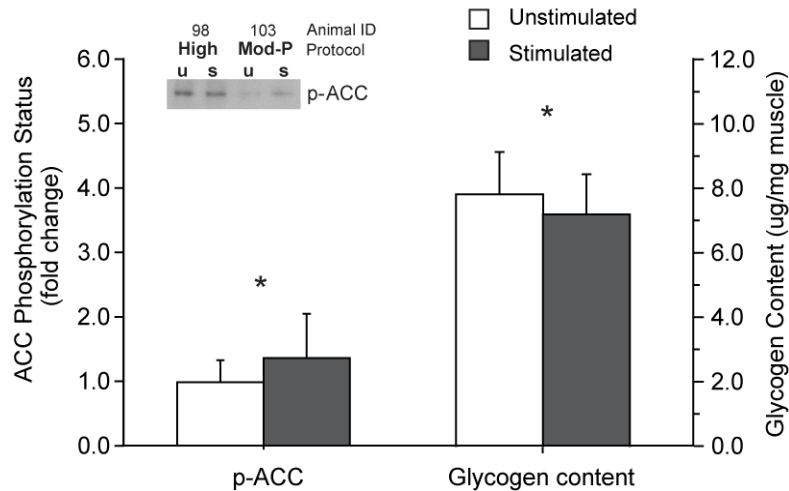 Unstimulated
Stimulated
98 103 Animal ID
High Mod-P Protocol
u s u s
p-ACC
ACC Phosphorylation Status
(fold change)
6.0
5.0
4.0
3.0
2.0
1.0
0.0
*
*
12.0
10.0
8.0
6.0
4.0
2.0
0.0
Glycogen Content (ug/mg muscle)
p-ACC Glycogen content